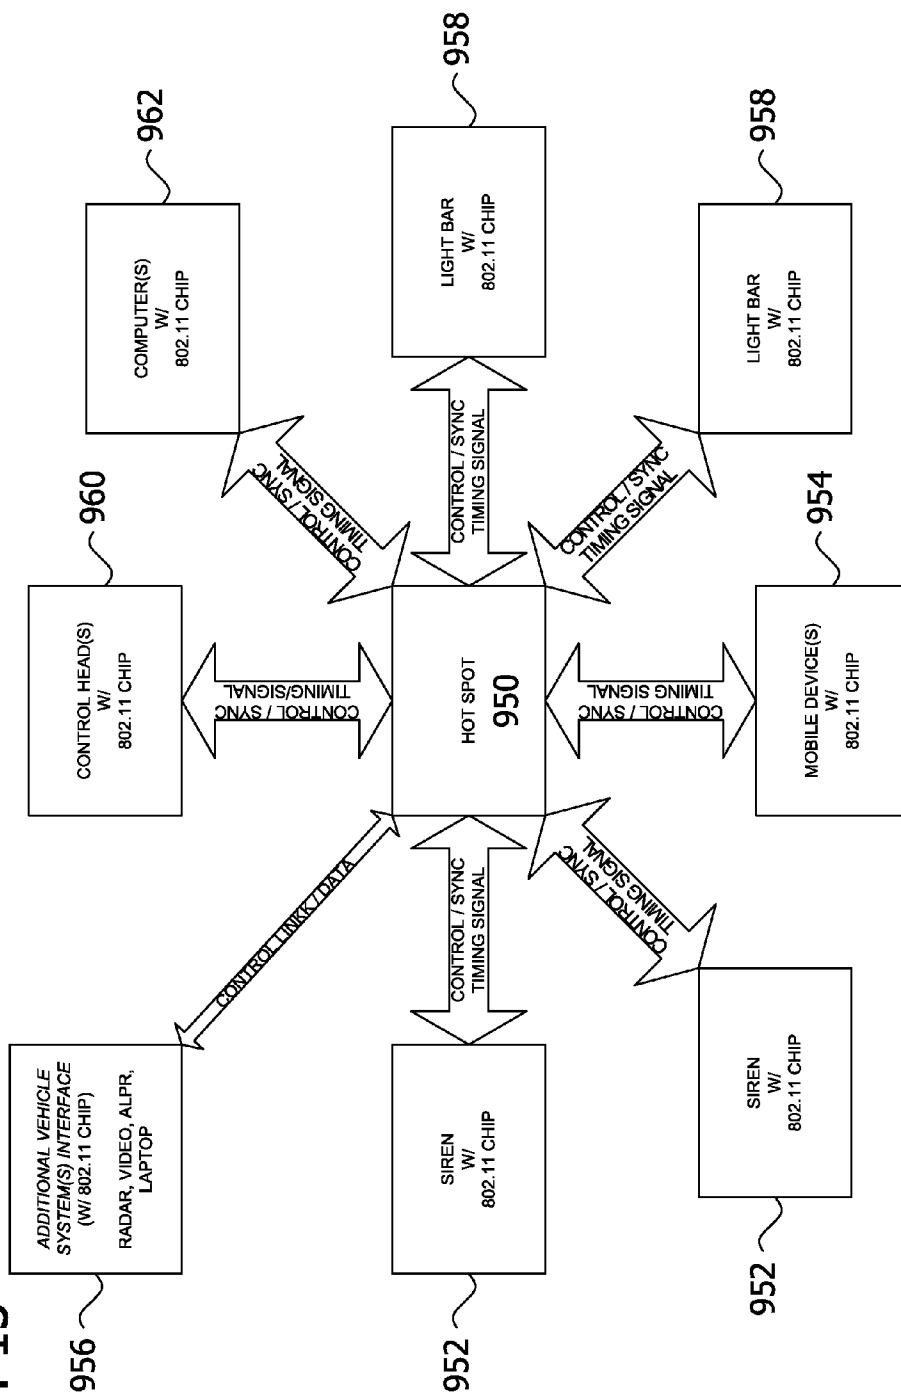 956
ADDITIONAL VEHICLE
SYSTEM(S) INTERFACE
(W/ 802.11 CHIP)
RADAR, VIDEO, ALPR,
LAPTOP
CONTROL HEAD(S)
W/
802.11 CHIP
960
COMPUTER(S)
W/
802.11 CHIP
962
CONTROL LINKK / DATA
CONTROL / SYNC
TIMING/SIGNAL
CONTROL / SYNC
TIMING SIGNAL
952
SIREN
W/
802.11 CHIP
CONTROL / SYNC
TIMING SIGNAL
HOT SPOT
950
CONTROL / SYNC
TIMING SIGNAL
LIGHT BAR
W/
802.11 CHIP
958
CONTROL / SYNC
TIMING SIGNAL
CONTROL / SYNC
TIMING SIGNAL
CONTROL / SYNC
TIMING SIGNAL
952
SIREN
W/
802.11 CHIP
MOBILE DEVICE(S)
W/
802.11 CHIP
954
LIGHT BAR
W/
802.11 CHIP
958